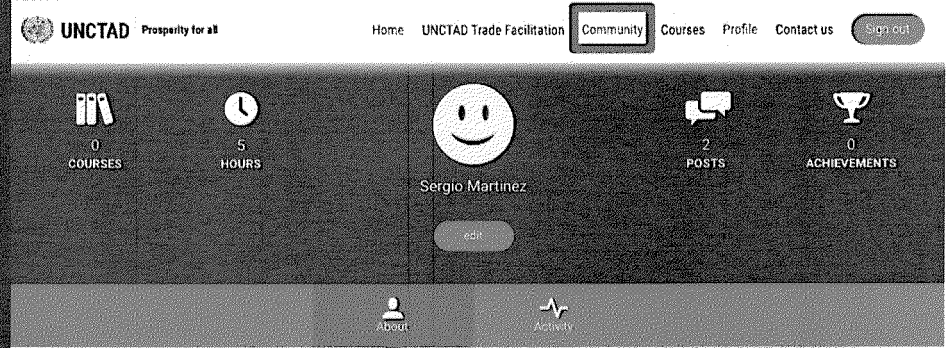 UNCTAD Prosperity for all Home UNCTAD Trade Facilitation Community Courses Profile Contact us Sign out
0
COURSES
5
HOURS
Sergio Martinez
edit
2
POSTS
0
ACHIEVEMENTS
About
Activity